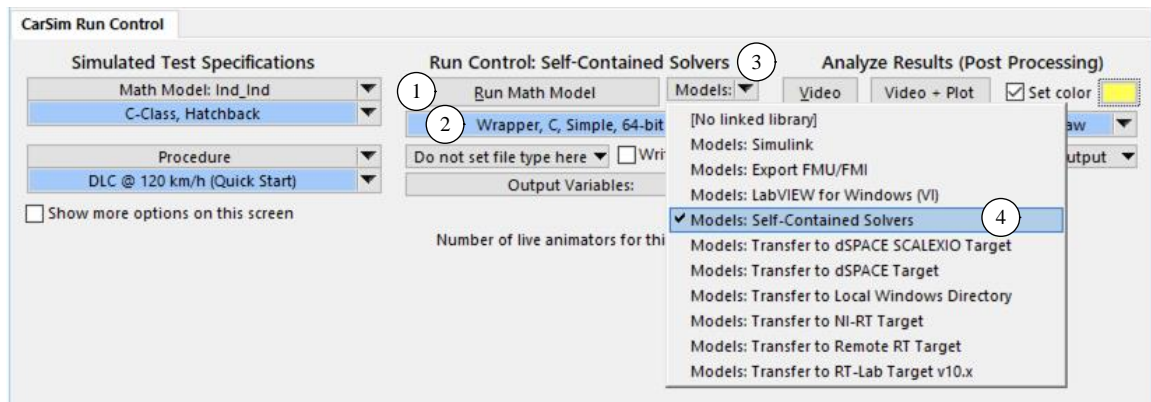 CarSim Run Control
Simulated Test Specifications
Math Model: Ind_Ind
C-Class, Hatchback
Procedure
DLC @ 120 km/h (Quick Start)
Show more options on this screen
Run Control: Self-Contained Solvers
3
1
Run Math Model
Models:
2
Wrapper, C, Simple, 64-bit
Do not set file type here
Output Variables:
Number of live animators for
Analyze Results (Post Processing)
Video
Video + Plot
Set color
[No linked library]
Models: Simulink
Models: Export FMU/FMI
Models: LabVIEW for Windows (VI)
Models: Self-Contained Solvers
4
Models: Transfer to dSPACE SCALEXIO Target
Models: Transfer to dSPACE Target
Models: Transfer to Local Windows Directory
Models: Transfer to NI-RT Target
Models: Transfer to Remote RT Target
Models: Transfer to RT-Lab Target v10.x